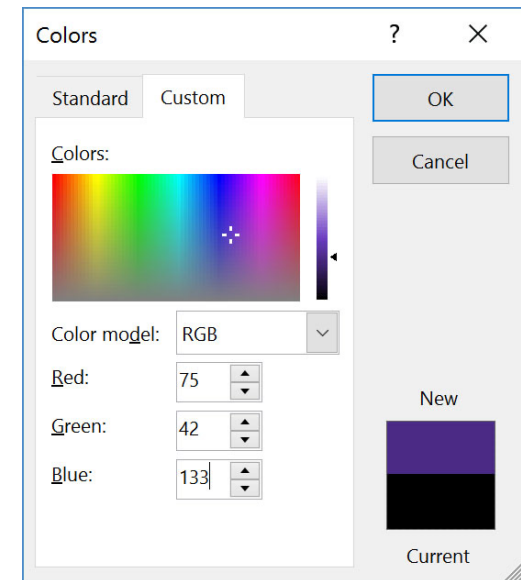 Colors ?
Standard Custom
OK
Colors:
Cancel
Color model: RGB
Red: 75
Green: 42
Blue: 133
New
Current